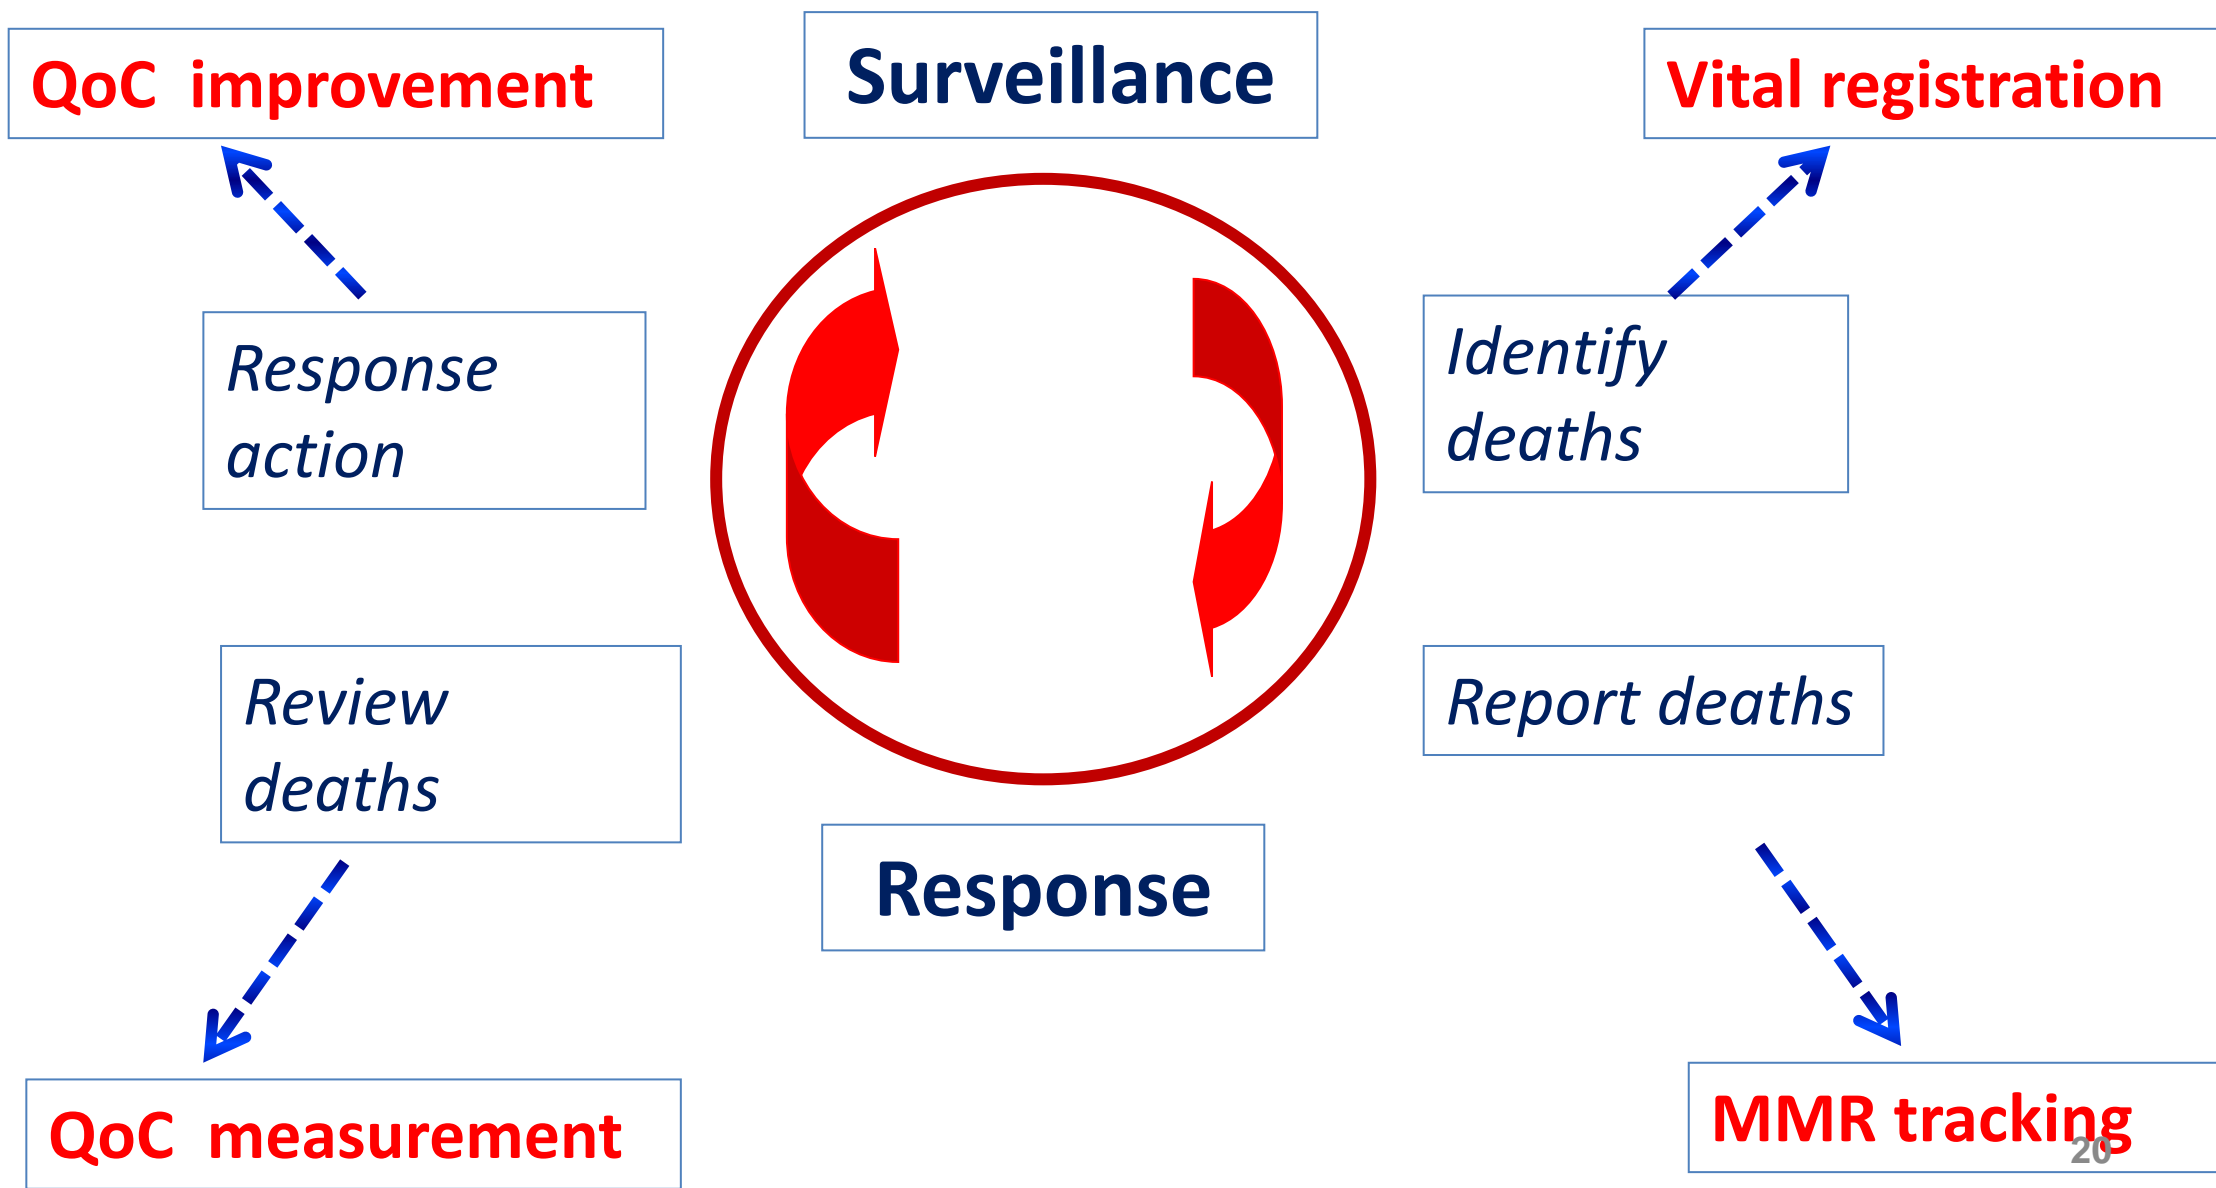 QoC improvement
Surveillance
Vital registration
Response
action
Identify
deaths
Review
deaths
Report deaths
Response
QoC measurement
MMR tracking
20